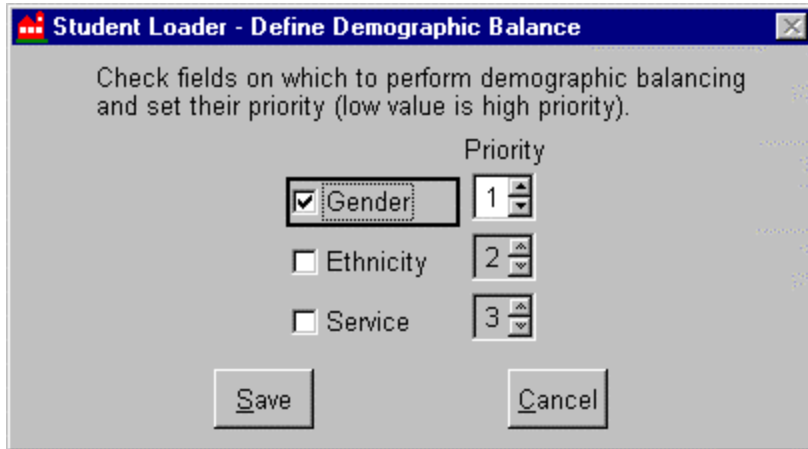 Student Loader - Define Demographic Balance
Check fields on which to perform demographic balancing
and set their priority (low value is high priority).
Priority
Gender 1
Ethnicity 2
Service 3
Save Cancel